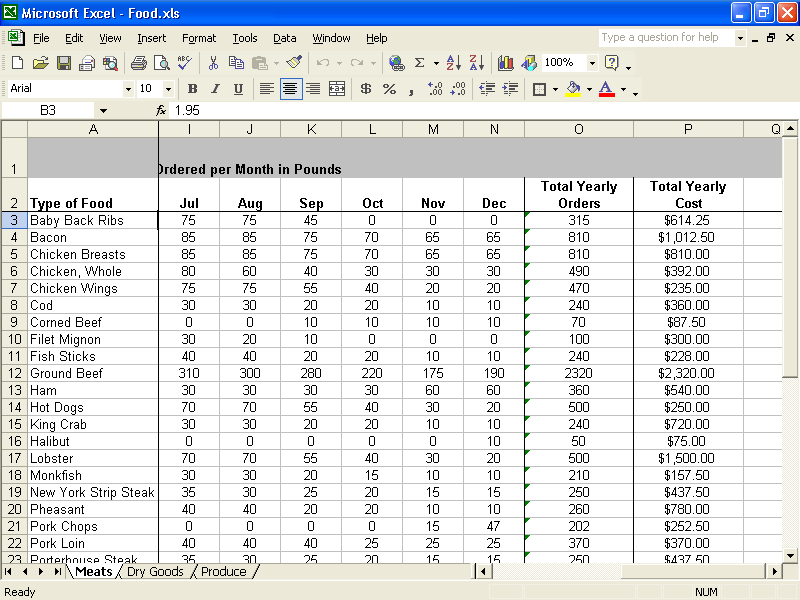 Microsoft Excel - Food.xls
File Edit View Insert Format Tools Data Window Help Type a question for help
100%
Arial 10 B I U $ % ,
B3 fx 1.95
A I J K L M N O P Q
1 Ordered per Month in Pounds
2 Type of Food Jul Aug Sep Oct Nov Dec Total Yearly Orders Total Yearly Cost
3 Baby Back Ribs 75 75 45 0 0 0 315 $614.25
4 Bacon 85 85 75 70 65 65 810 $1,012.50
5 Chicken Breasts 85 85 75 70 65 65 810 $810.00
6 Chicken, Whole 80 60 40 30 30 30 490 $392.00
7 Chicken Wings 75 75 55 40 20 20 470 $235.00
8 Cod 30 30 20 20 10 10 240 $360.00
9 Corned Beef 0 0 10 10 10 10 70 $87.50
10 Filet Mignon 30 20 10 0 0 0 100 $300.00
11 Fish Sticks 40 40 20 20 10 10 240 $228.00
12 Ground Beef 310 300 280 220 175 190 2320 $2,320.00
13 Ham 30 30 30 30 60 60 360 $540.00
14 Hot Dogs 70 70 55 40 30 20 500 $250.00
15 King Crab 30 30 20 20 10 10 240 $720.00
16 Halibut 0 0 0 0 0 10 50 $75.00
17 Lobster 70 70 55 40 30 20 500 $1,500.00
18 Monkfish 30 30 20 15 10 10 210 $157.50
19 New York Strip Steak 35 30 25 20 15 15 250 $437.50
20 Pheasant 40 40 20 20 10 10 260 $780.00
21 Pork Chops 0 0 0 0 15 47 202 $252.50
22 Pork Loin 40 40 40 25 25 25 370 $370.00
23 Porterhouse Steak 35 30 25 20 15 15 250 $437.50
Meats Dry Goods Produce
Ready NUM